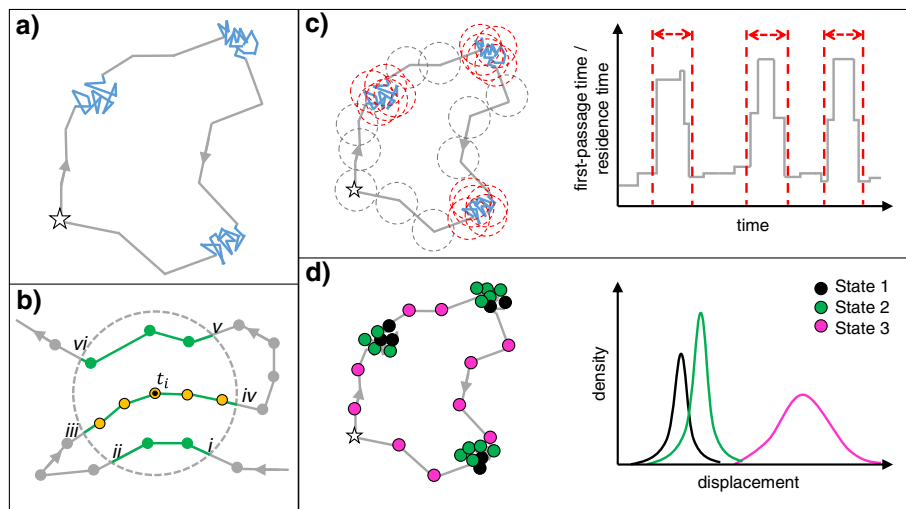 a)
b)
vi
v
t_i
iv
iii
ii
i
c)
first-passage time /
residence time
time
d)
State 1
State 2
State 3
density
displacement